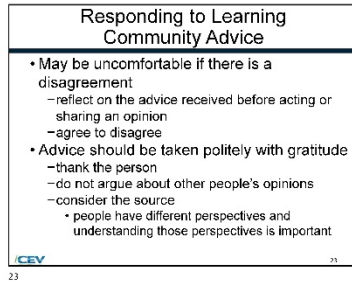 Responding to Learning
Community Advice
• May be uncomfortable if there is a
disagreement
–reflect on the advice received before acting or
sharing an opinion
–agree to disagree
• Advice should be taken politely with gratitude
–thank the person
–do not argue about other people's opinions
–consider the source
• people have different perspectives and
understanding those perspectives is important
iCEV
23
23